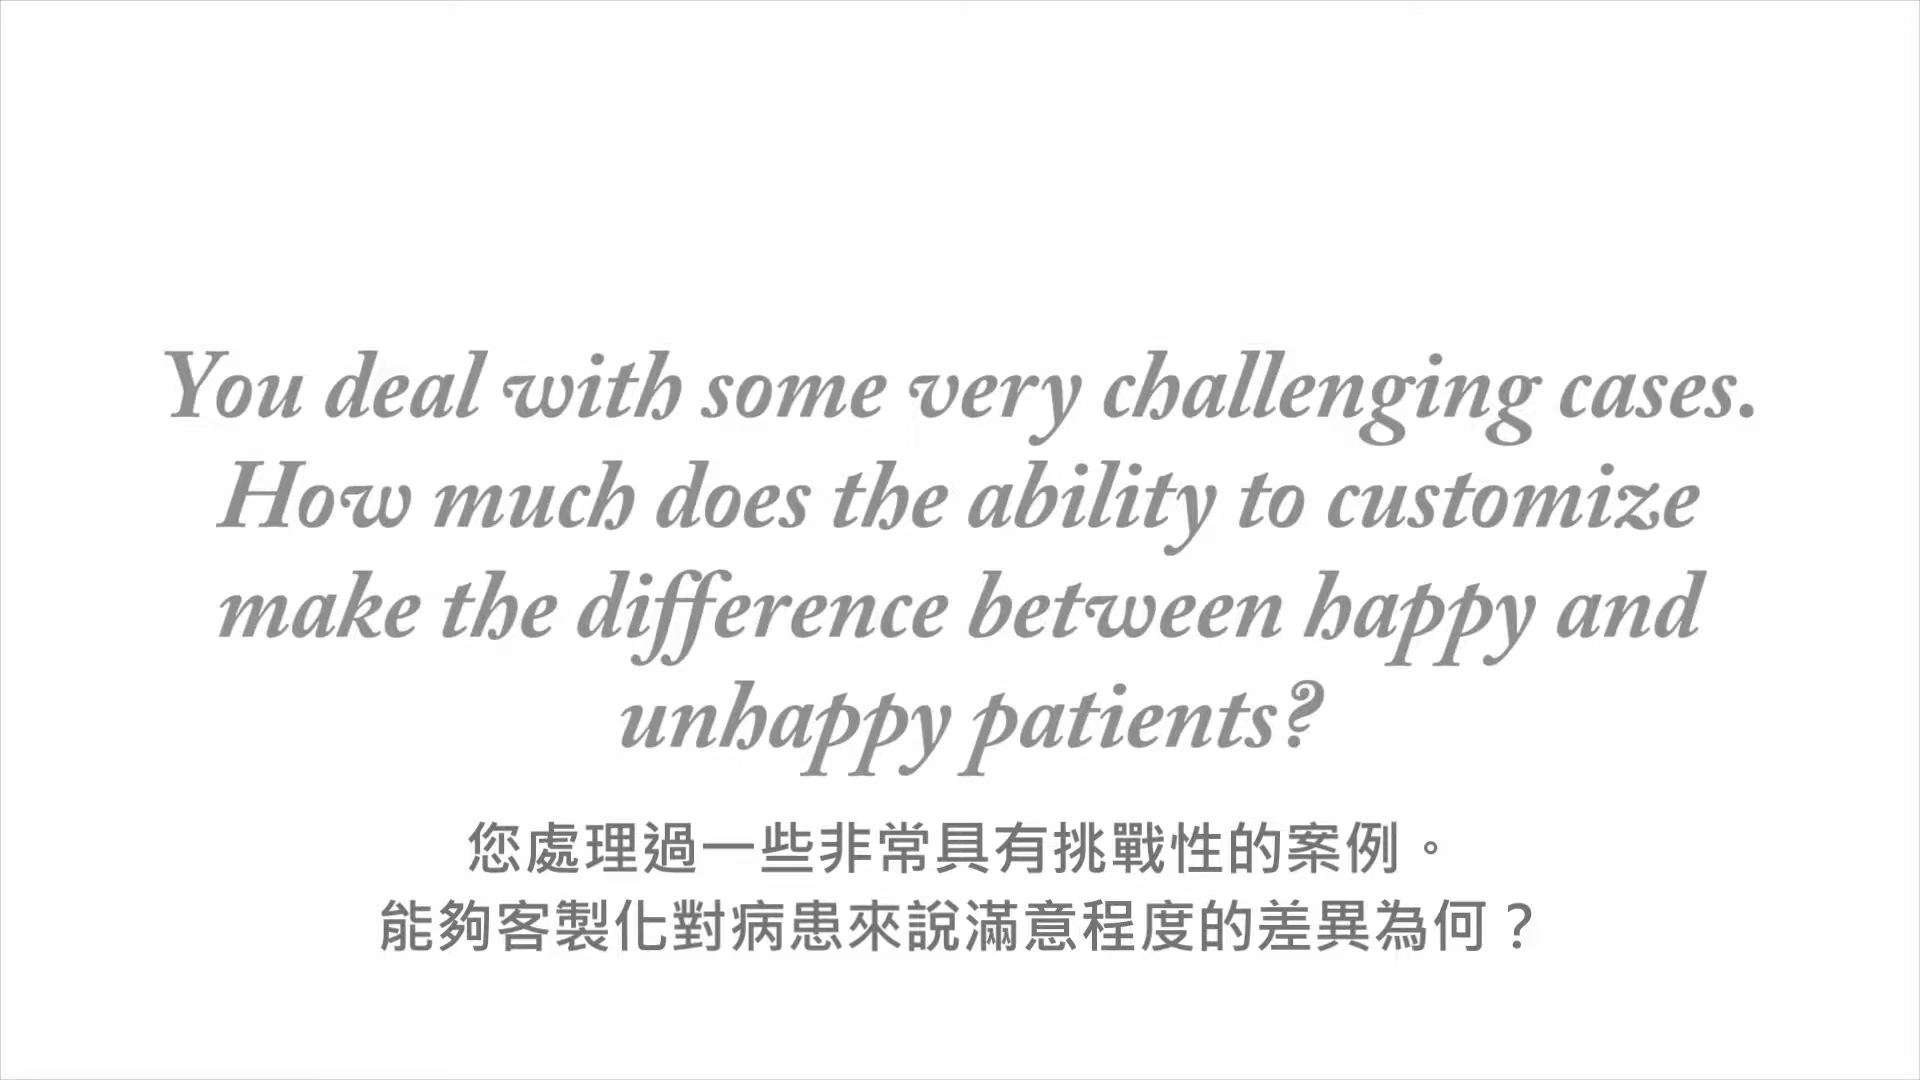 You deal with some very challenging cases.
How much does the ability to customize
make the difference between happy and
unhappy patients?
您處理過一些非常具有挑戰性的案例。
能夠客製化對病患來說滿意程度的差異為何？